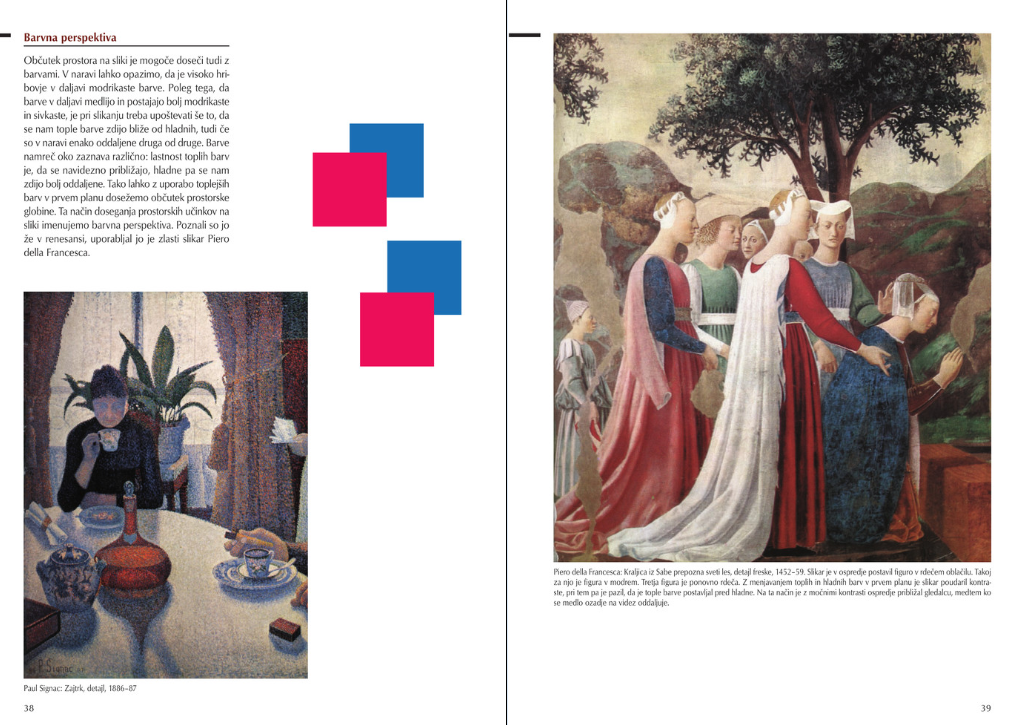 Barvna perspektiva
Občutek prostora na sliki je mogoče doseči tudi z
barvami. V naravi lahko opazimo, da je visoko hri-
bovje v daljavi modrikaste barve. Poleg tega, da
barve v daljavi medlijo in postajajo bolj modrikaste
in sivkaste, je pri slikanju treba upoštevati še to, da
se nam tople barve zdijo bliže od hladnih, tudi če
so v naravi enako oddaljene druga od druge. Barve
namreč oko zaznava različno: lastnost toplih barv
je, da se navidezno približajo, hladne pa se nam
zdijo bolj oddaljene. Tako lahko z uporabo toplejših
barv v prvem planu dosežemo občutek prostorske
globine. Ta način doseganja prostorskih učinkov na
sliki imenujemo barvna perspektiva. Poznali so jo
že v renesansi, uporabljal jo je zlasti slikar Piero
della Francesca.
P. Signac
Paul Signac: Zajtrk, detajl, 1886–87
38
Piero della Francesca: Kraljica iz Sabe prepozna sveti les, detajl freske, 1452–59. Slikar je v ospredje postavil figuro v rdečem oblačilu. Takoj
za njo je figura v modrem. Tretja figura je ponovno rdeča. Z menjavanjem toplih in hladnih barv v prvem planu je slikar poudaril kontra-
ste, pri tem pa je pazil, da je tople barve postavljal pred hladne. Na ta način je z močnimi kontrasti ospredje približal gledalcu, medtem ko
se medlo ozadje na videz oddaljuje.
39